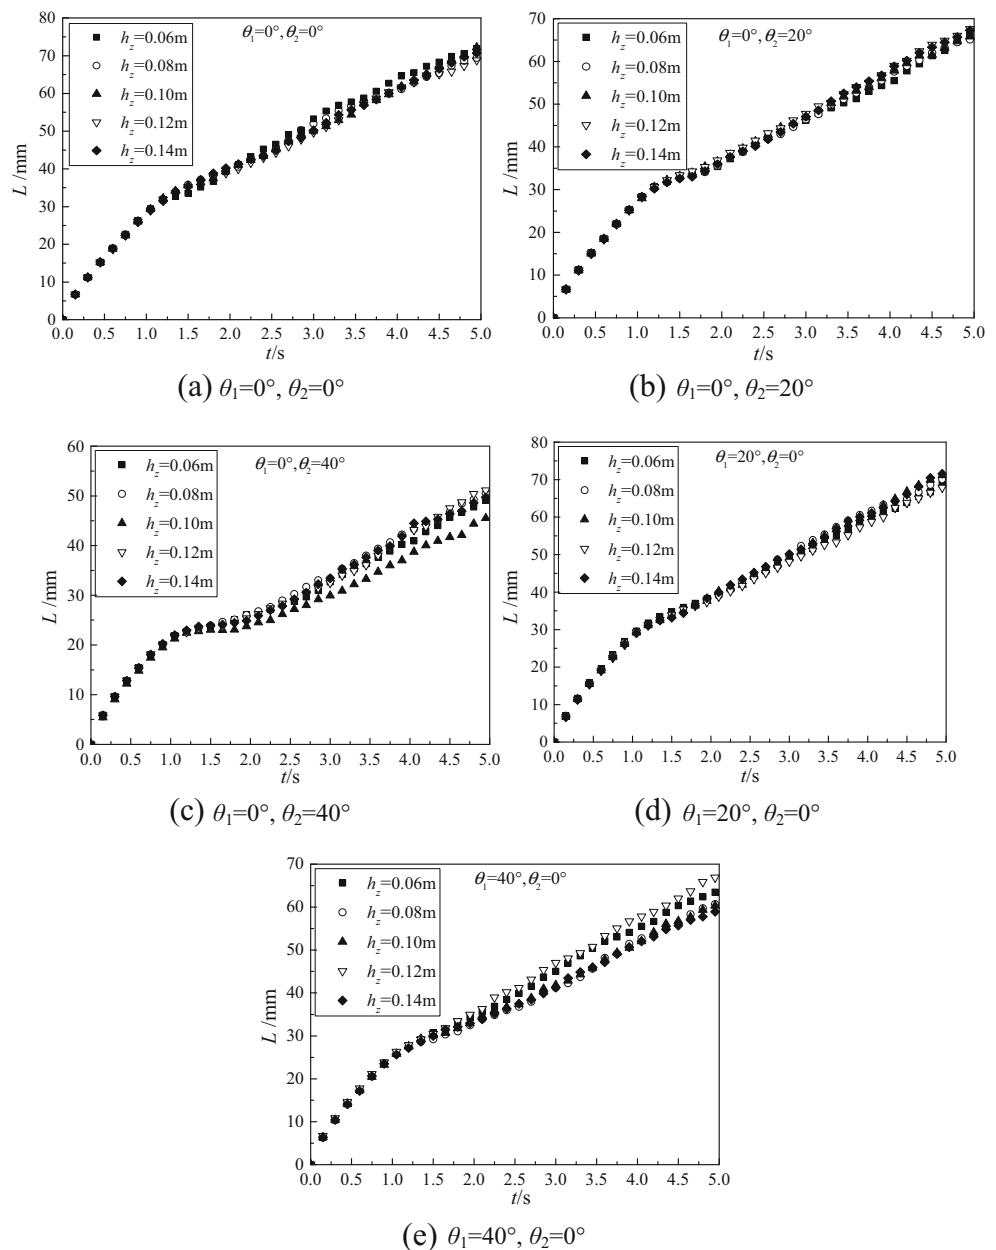 80
70
60
50
40
30
20
10
0
L /mm
h_z=0.06m
h_z=0.08m
h_z=0.10m
h_z=0.12m
h_z=0.14m
θ₁=0°,θ₂=0°
0.0 0.5 1.0 1.5 2.0 2.5 3.0 3.5 4.0 4.5 5.0
t/s
(a) θ₁=0°, θ₂=0°
70
60
50
40
30
20
10
0
L /mm
h_z=0.06m
h_z=0.08m
h_z=0.10m
h_z=0.12m
h_z=0.14m
θ₁=0°,θ₂=20°
0.0 0.5 1.0 1.5 2.0 2.5 3.0 3.5 4.0 4.5 5.0
t/s
(b) θ₁=0°, θ₂=20°
60
50
40
30
20
10
0
L /mm
h_z=0.06m
h_z=0.08m
h_z=0.10m
h_z=0.12m
h_z=0.14m
θ₁=0°,θ₂=40°
0.0 0.5 1.0 1.5 2.0 2.5 3.0 3.5 4.0 4.5 5.0
t/s
(c) θ₁=0°, θ₂=40°
80
70
60
50
40
30
20
10
0
L /mm
h_z=0.06m
h_z=0.08m
h_z=0.10m
h_z=0.12m
h_z=0.14m
θ₁=20°,θ₂=0°
0.0 0.5 1.0 1.5 2.0 2.5 3.0 3.5 4.0 4.5 5.0
t/s
(d) θ₁=20°, θ₂=0°
70
60
50
40
30
20
10
0
L /mm
h_z=0.06m
h_z=0.08m
h_z=0.10m
h_z=0.12m
h_z=0.14m
θ₁=40°,θ₂=0°
0.0 0.5 1.0 1.5 2.0 2.5 3.0 3.5 4.0 4.5 5.0
t/s
(e) θ₁=40°, θ₂=0°